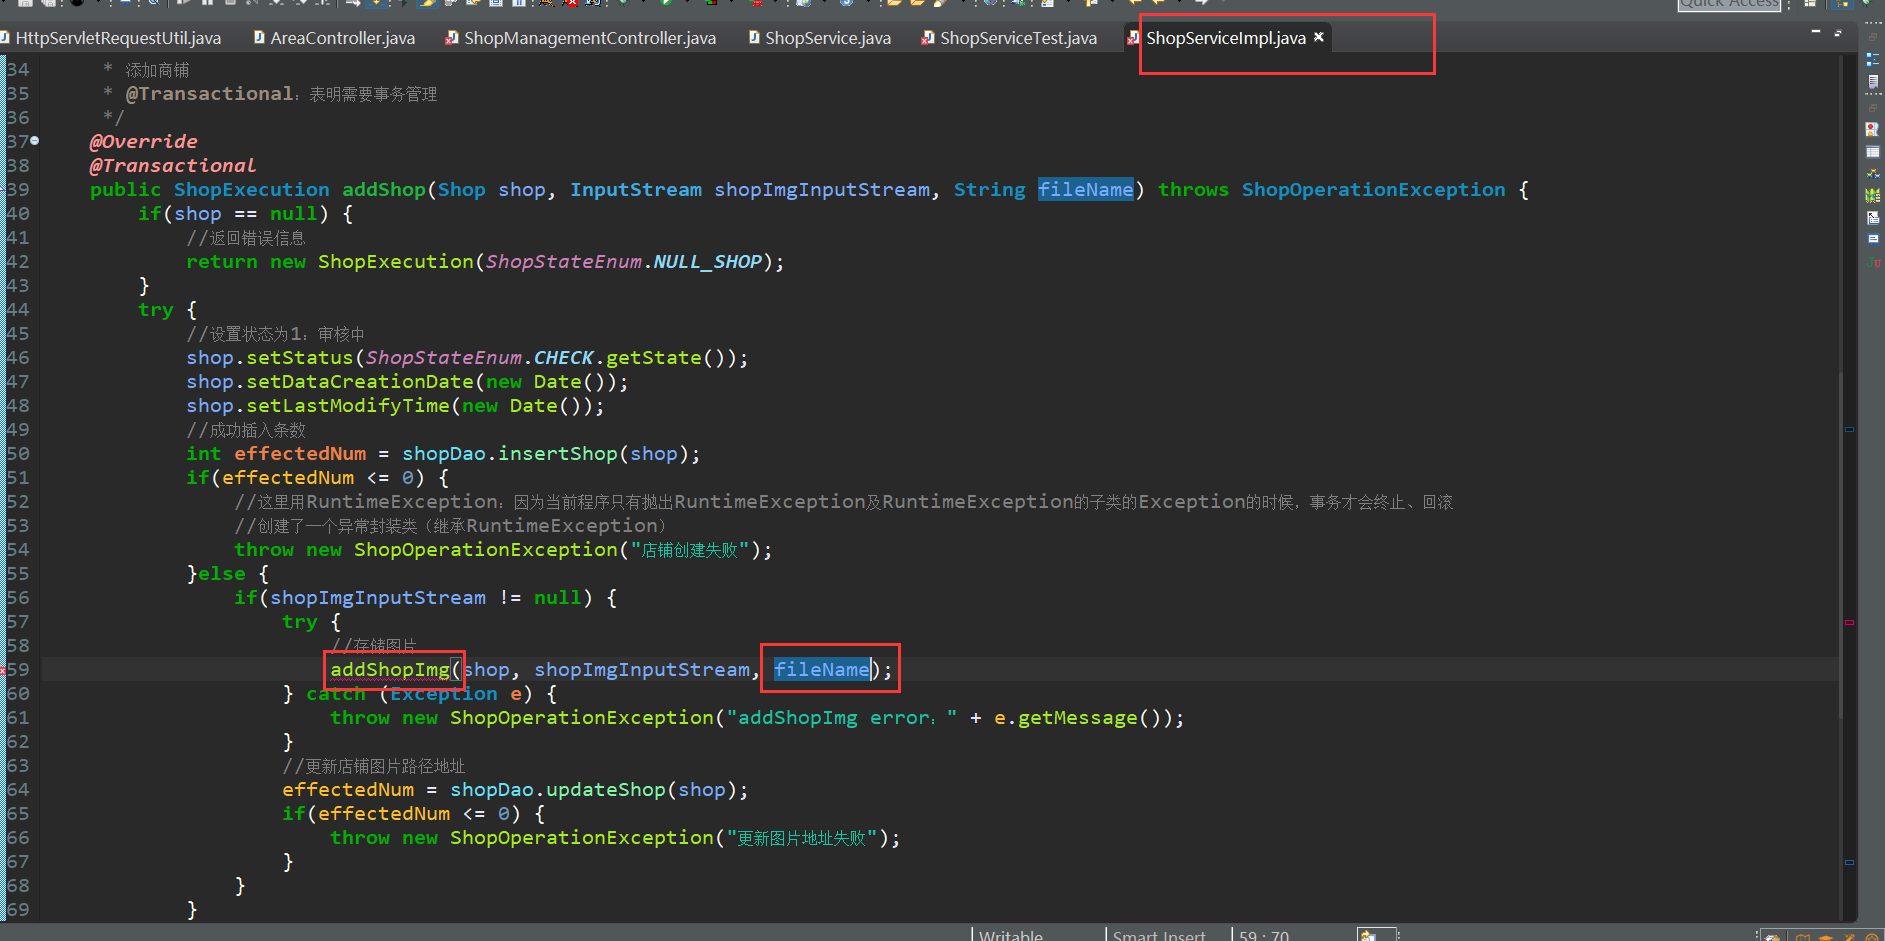 Quick Access
HttpServletRequestUtil.java AreaController.java ShopManagementController.java ShopService.java ShopServiceTest.java ShopServiceImpl.java
34 * 添加商铺
35 * @Transactional：表明需要事务管理
36 */
37 @Override
38 @Transactional
39 public ShopExecution addShop(Shop shop, InputStream shopImgInputStream, String fileName) throws ShopOperationException {
40 if(shop == null) {
41 //返回错误信息
42 return new ShopExecution(ShopStateEnum.NULL_SHOP);
43 }
44 try {
45 //设置状态为1：审核中
46 shop.setStatus(ShopStateEnum.CHECK.getState());
47 shop.setDataCreationDate(new Date());
48 shop.setLastModifyTime(new Date());
49 //成功插入条数
50 int effectedNum = shopDao.insertShop(shop);
51 if(effectedNum <= 0) {
52 //这里用RuntimeException：因为当前程序只有抛出RuntimeException及RuntimeException的子类的Exception的时候，事务才会终止、回滚
53 //创建了一个异常封装类（继承RuntimeException）
54 throw new ShopOperationException("店铺创建失败");
55 }else {
56 if(shopImgInputStream != null) {
57 try {
58 //存储图片
59 addShopImg(shop, shopImgInputStream, fileName);
60 } catch (Exception e) {
61 throw new ShopOperationException("addShopImg error：" + e.getMessage());
62 }
63 //更新店铺图片路径地址
64 effectedNum = shopDao.updateShop(shop);
65 if(effectedNum <= 0) {
66 throw new ShopOperationException("更新图片地址失败");
67 }
68 }
69 }
Writable Smart Insert 59 : 70